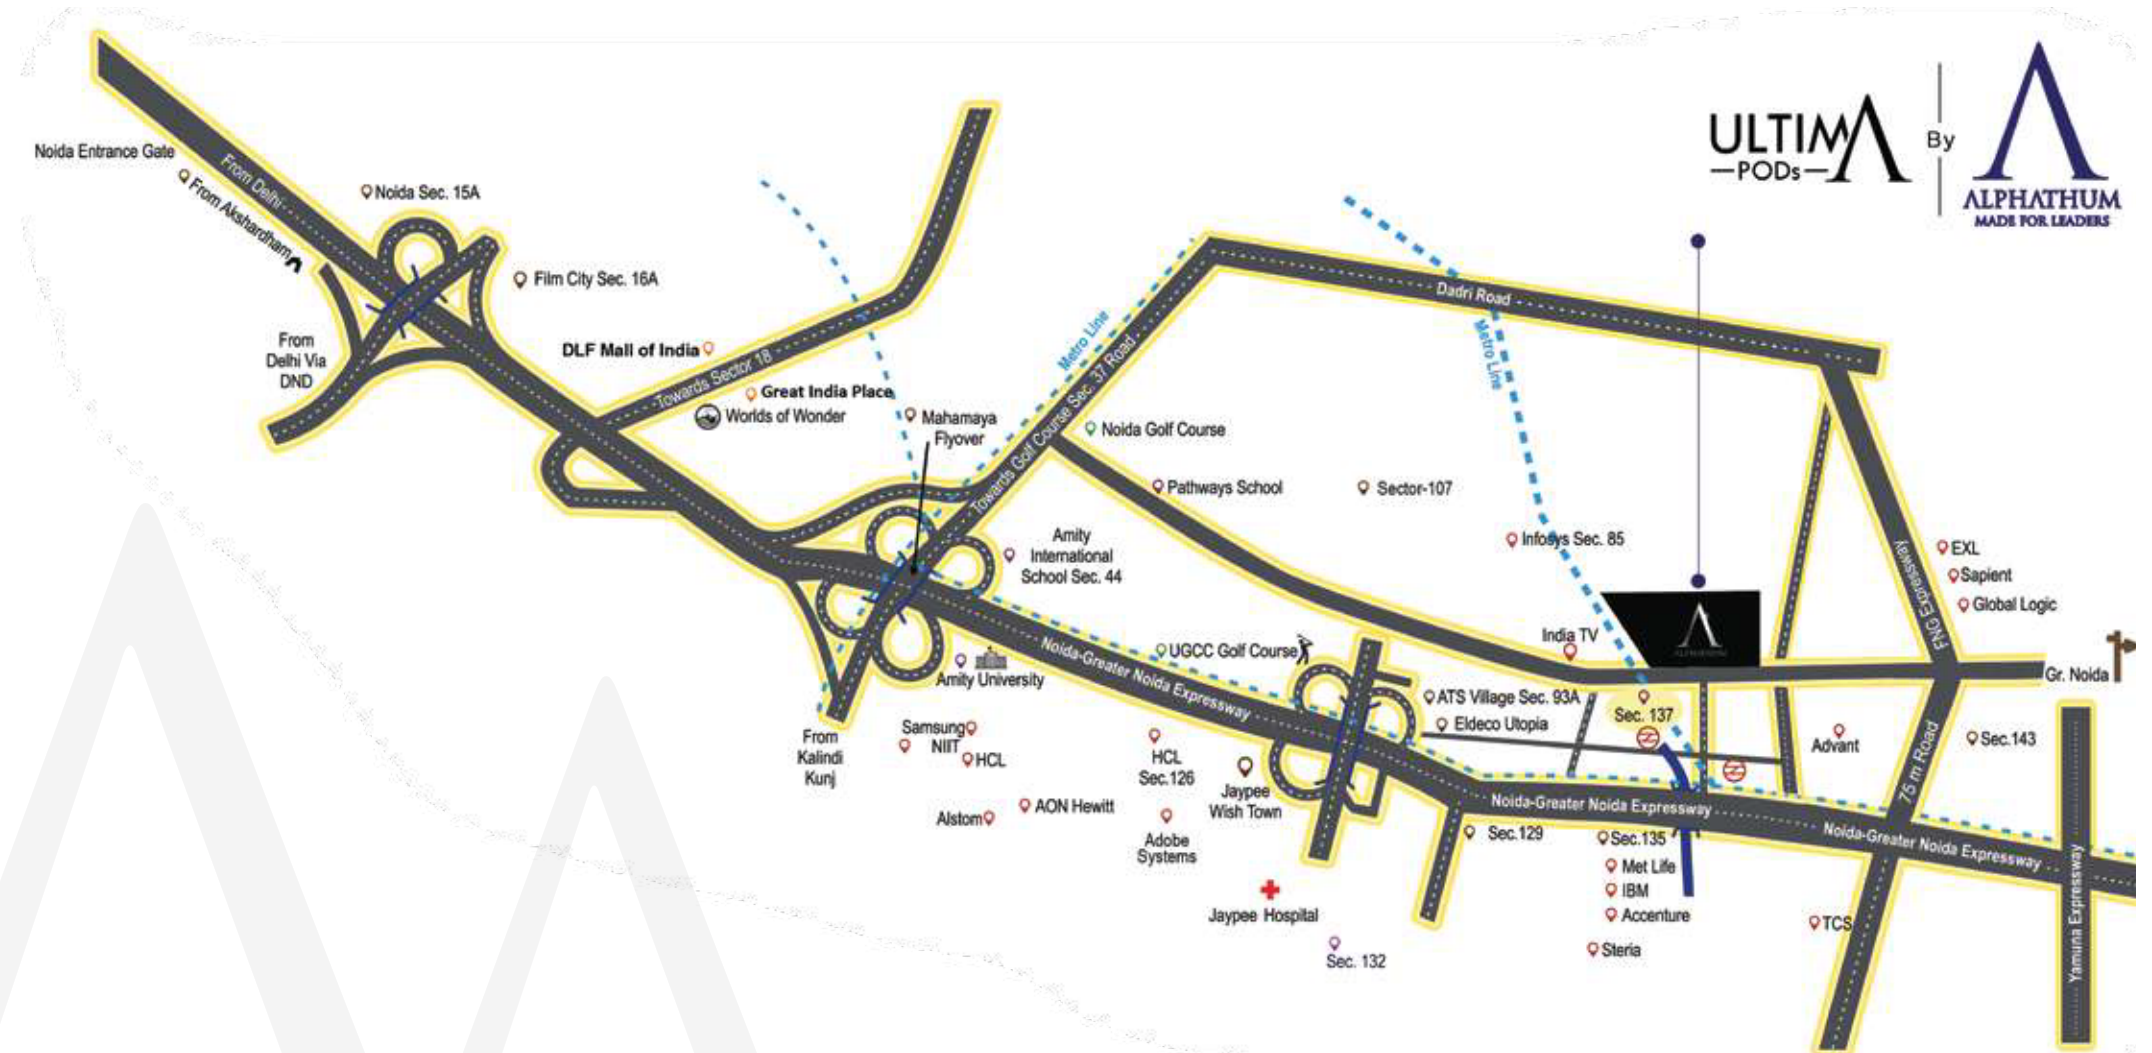 ULTIMΛ
PODs
By
ALPHATHUM
MADE FOR LEADERS
Noida Entrance Gate
From Delhi
From Akshardham
Noida Sec. 15A
Film City Sec. 16A
From
Delhi Via
DND
DLF Mall of India
Towards Sector 18
Great India Place
Worlds of Wonder
Mahamaya
Flyover
Metro Line
Towards Golf Course Sec. 37 Road
Dadri Road
Metro Line
Noida Golf Course
Pathways School
Sector-107
Infosys Sec. 85
Amity
International
School Sec. 44
FNG Expressway
EXL
Sapient
Global Logic
ALPHATHUM
India TV
UGCC Golf Course
Noida-Greater Noida Expressway
Amity University
Gr. Noida
ATS Village Sec. 93A
Eldeco Utopia
Sec. 137
Samsung
NIIT
HCL
From
Kalindi
Kunj
HCL
Sec.126
Advant
75 m Road
Sec.143
Jaypee
Wish Town
Noida-Greater Noida Expressway
Alstom
AON Hewitt
Adobe
Systems
Sec.129
Sec.135
Noida-Greater Noida Expressway
Met Life
IBM
Accenture
Steria
TCS
Yamuna Expressway
Jaypee Hospital
Sec. 132